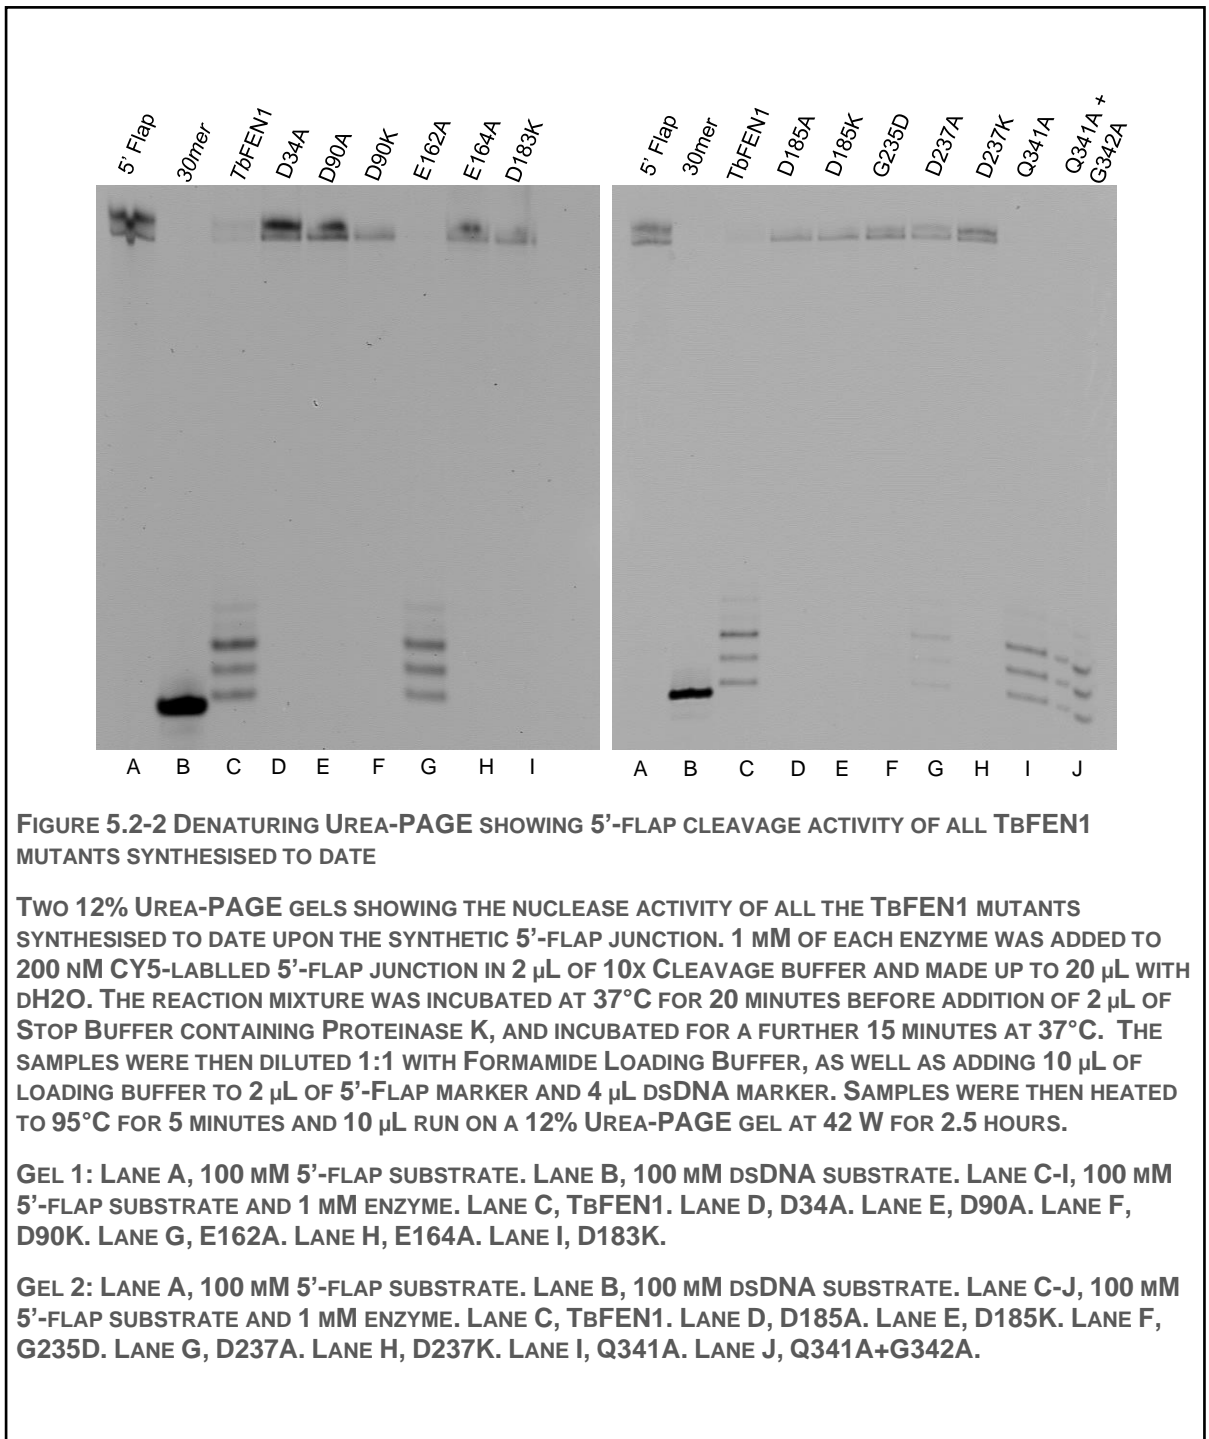 5' Flap 30mer TbFEN1 D34A D90A D90K E162A E164A D183K
5' Flap 30mer TbFEN1 D185A D185K G235D D237A D237K Q341A Q341A + G342A
A B C D E F G H I
A B C D E F G H I J
FIGURE 5.2-2 DENATURING UREA-PAGE SHOWING 5'-FLAP CLEAVAGE ACTIVITY OF ALL TBFEN1
MUTANTS SYNTHESISED TO DATE
TWO 12% UREA-PAGE GELS SHOWING THE NUCLEASE ACTIVITY OF ALL THE TBFEN1 MUTANTS
SYNTHESISED TO DATE UPON THE SYNTHETIC 5'-FLAP JUNCTION. 1 MM OF EACH ENZYME WAS ADDED TO
200 NM CY5-LABLLED 5'-FLAP JUNCTION IN 2 µL OF 10X CLEAVAGE BUFFER AND MADE UP TO 20 µL WITH
DH2O. THE REACTION MIXTURE WAS INCUBATED AT 37°C FOR 20 MINUTES BEFORE ADDITION OF 2 µL OF
STOP BUFFER CONTAINING PROTEINASE K, AND INCUBATED FOR A FURTHER 15 MINUTES AT 37°C. THE
SAMPLES WERE THEN DILUTED 1:1 WITH FORMAMIDE LOADING BUFFER, AS WELL AS ADDING 10 µL OF
LOADING BUFFER TO 2 µL OF 5'-FLAP MARKER AND 4 µL DSDNA MARKER. SAMPLES WERE THEN HEATED
TO 95°C FOR 5 MINUTES AND 10 µL RUN ON A 12% UREA-PAGE GEL AT 42 W FOR 2.5 HOURS.
GEL 1: LANE A, 100 MM 5'-FLAP SUBSTRATE. LANE B, 100 MM DSDNA SUBSTRATE. LANE C-I, 100 MM
5'-FLAP SUBSTRATE AND 1 MM ENZYME. LANE C, TBFEN1. LANE D, D34A. LANE E, D90A. LANE F,
D90K. LANE G, E162A. LANE H, E164A. LANE I, D183K.
GEL 2: LANE A, 100 MM 5'-FLAP SUBSTRATE. LANE B, 100 MM DSDNA SUBSTRATE. LANE C-J, 100 MM
5'-FLAP SUBSTRATE AND 1 MM ENZYME. LANE C, TBFEN1. LANE D, D185A. LANE E, D185K. LANE F,
G235D. LANE G, D237A. LANE H, D237K. LANE I, Q341A. LANE J, Q341A+G342A.